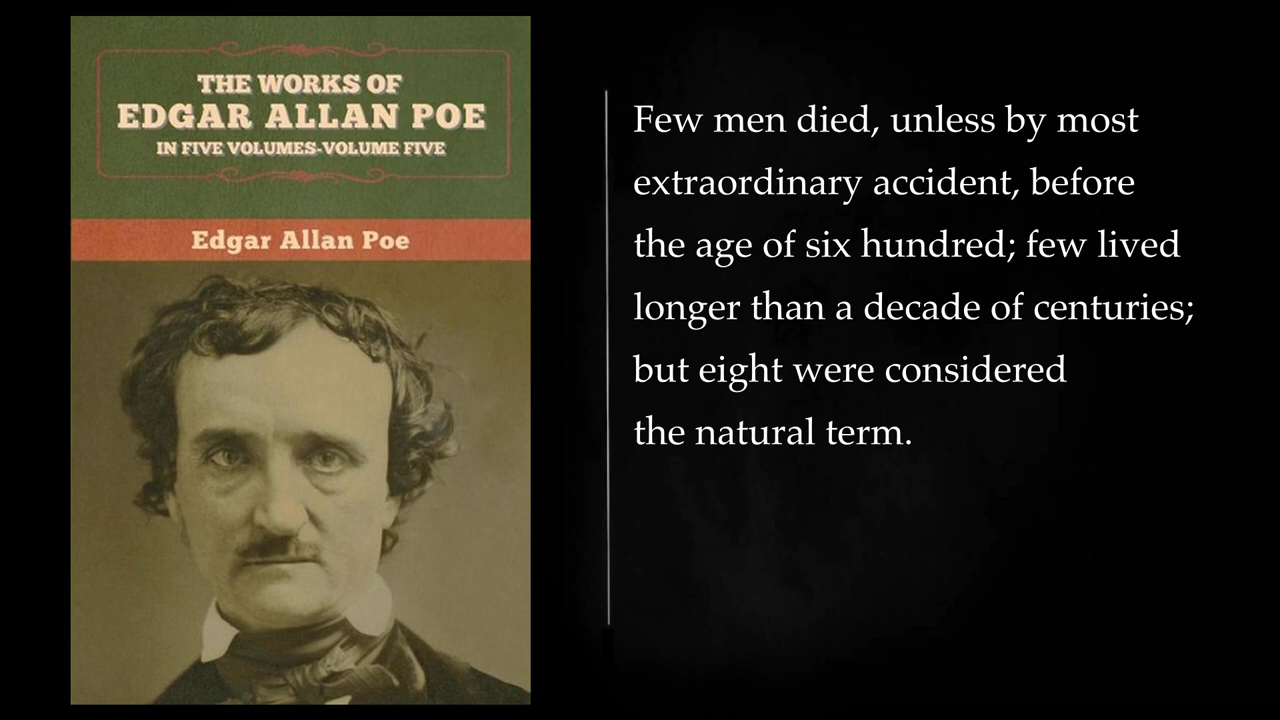 THE WORKS OF
EDGAR ALLAN POE
IN FIVE VOLUMES-VOLUME FIVE
Edgar Allan Poe
Few men died, unless by most
extraordinary accident, before
the age of six hundred; few lived
longer than a decade of centuries;
but eight were considered
the natural term.